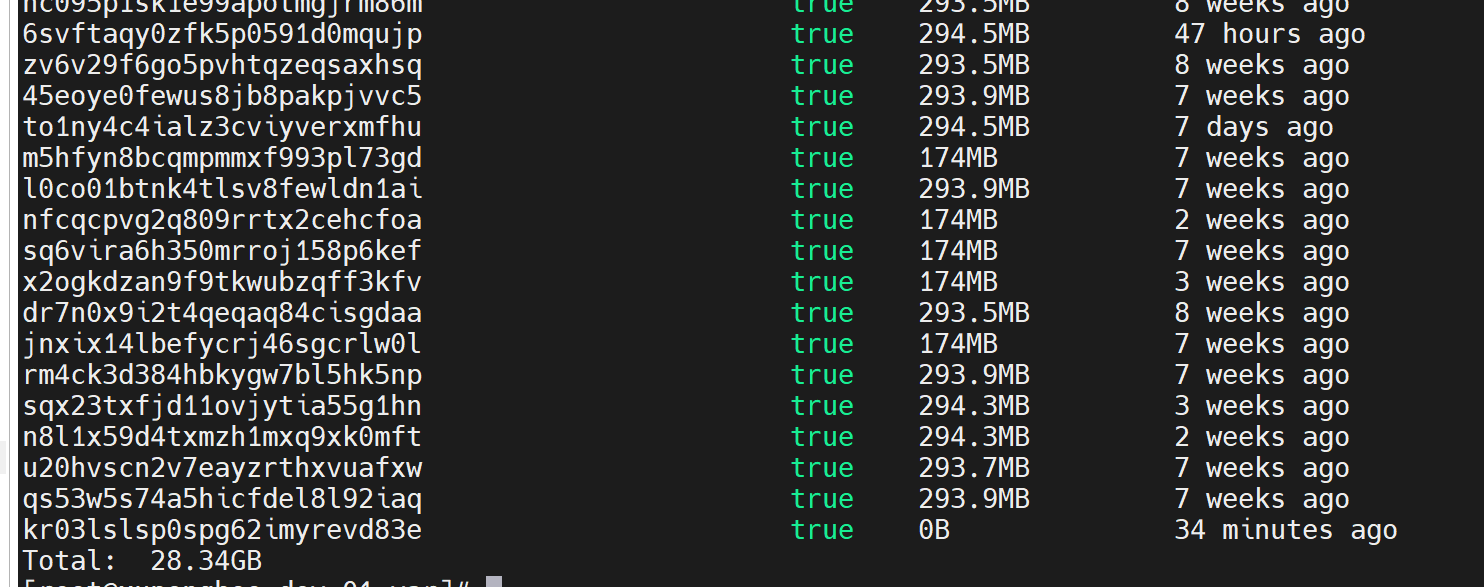 true 293.5MB 8 weeks ago
6svftaqy0zfk5p0591d0mqujp true 294.5MB 47 hours ago
zv6v29f6go5pvhtqzeqsaxhsq true 293.5MB 8 weeks ago
45eoye0fewus8jb8pakpjvvc5 true 293.9MB 7 weeks ago
to1ny4c4ialz3cviyverxmfhu true 294.5MB 7 days ago
m5hfyn8bcqmpmmxf993pl73gd true 174MB 7 weeks ago
l0co01btnk4tlsv8fewldn1ai true 293.9MB 7 weeks ago
nfcqcpvg2q809rrtx2cehcfoa true 174MB 2 weeks ago
sq6vira6h350mrroj158p6kef true 174MB 7 weeks ago
x2ogkdzan9f9tkwubzqff3kfv true 174MB 3 weeks ago
dr7n0x9i2t4qeqaq84cisgdaa true 293.5MB 8 weeks ago
jnxix14lbefycrj46sgcrlw0l true 174MB 7 weeks ago
rm4ck3d384hbkygw7bl5hk5np true 293.9MB 7 weeks ago
sqx23txfjd11ovjytia55g1hn true 294.3MB 3 weeks ago
n8l1x59d4txmzh1mxq9xk0mft true 294.3MB 2 weeks ago
u20hvscn2v7eayzrthxvuafxw true 293.7MB 7 weeks ago
qs53w5s74a5hicfdel8l92iaq true 293.9MB 7 weeks ago
kr03lslsp0spg62imyrevd83e true 0B 34 minutes ago
Total: 28.34GB